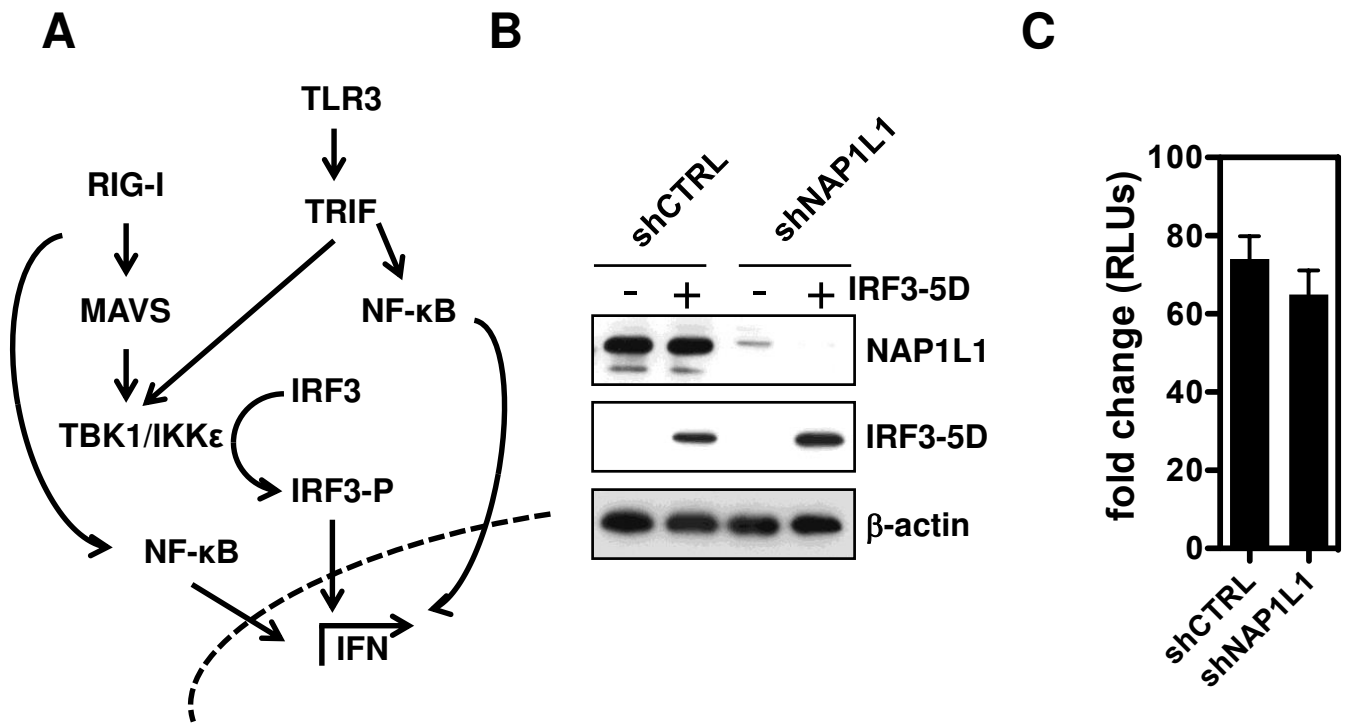 A
TLR3
RIG-I
TRIF
MAVS
NF-κB
IRF3
TBK1/IKKε
IRF3-P
NF-κB
IFN
B
shCTRL
shNAP1L1
- + - + IRF3-5D
NAP1L1
IRF3-5D
β-actin
C
fold change (RLUs)
100
80
60
40
20
0
shCTRL
shNAP1L1